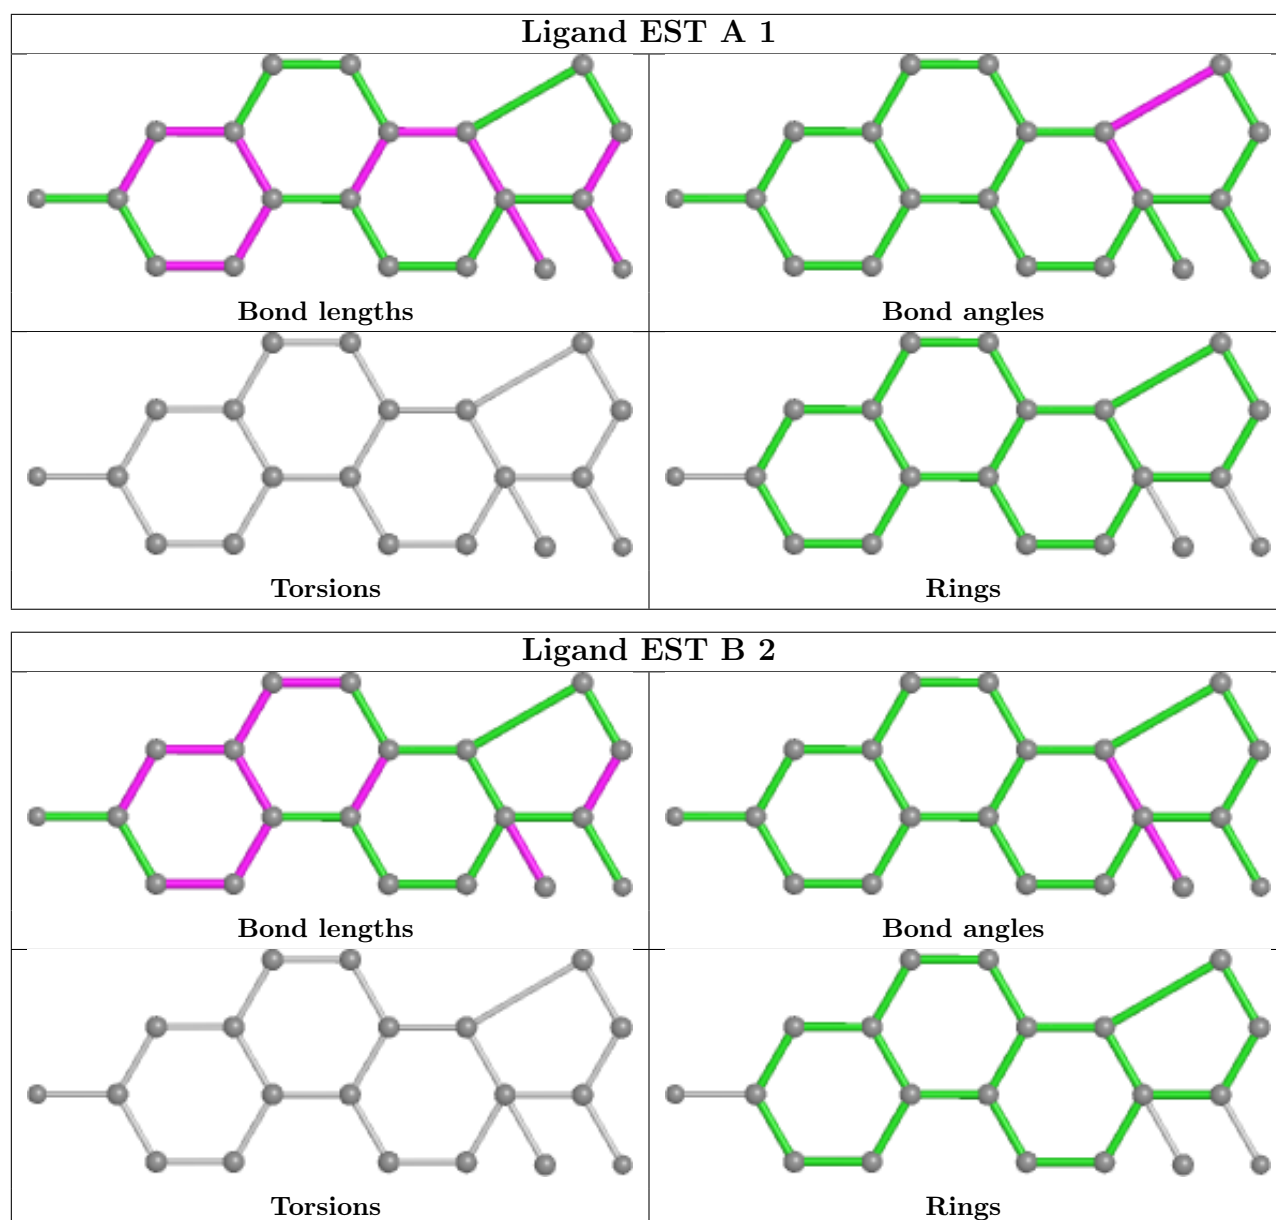 Ligand EST A 1
Bond lengths
Bond angles
Torsions
Rings
Ligand EST B 2
Bond lengths
Bond angles
Torsions
Rings